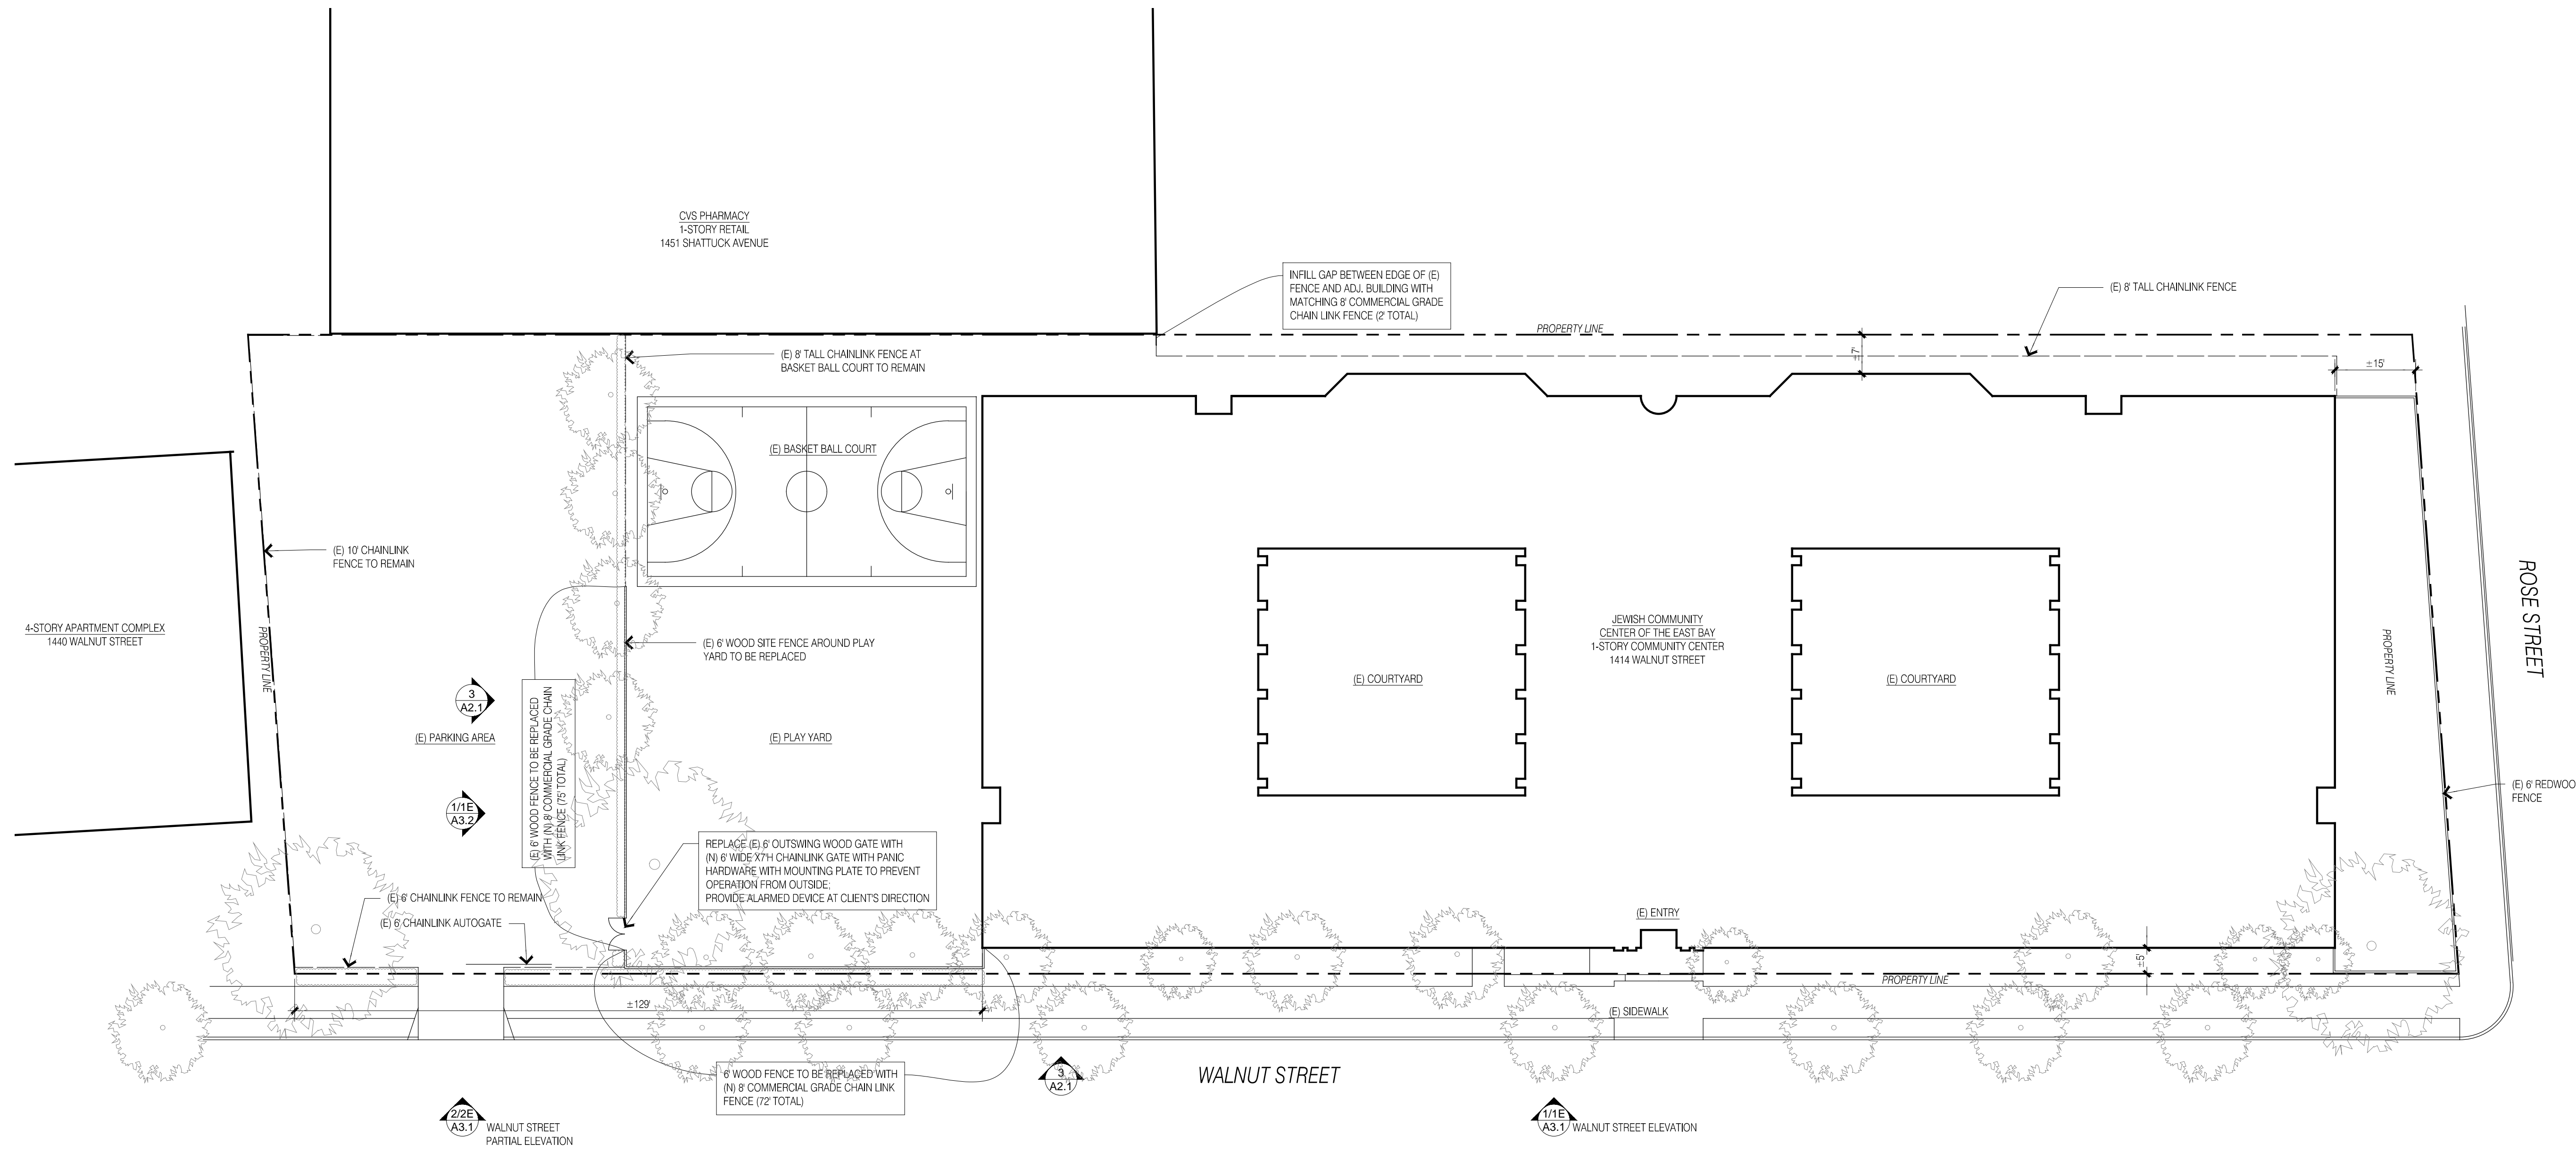 CVS PHARMACY
1-STORY RETAIL
1451 SHATTUCK AVENUE
INFILL GAP BETWEEN EDGE OF (E)
FENCE AND ADJ. BUILDING WITH
MATCHING 8' COMMERCIAL GRADE
CHAIN LINK FENCE (2' TOTAL)
(E) 8' TALL CHAINLINK FENCE
PROPERTY LINE
±7'
±15'
(E) 8' TALL CHAINLINK FENCE AT
BASKET BALL COURT TO REMAIN
(E) BASKET BALL COURT
(E) 10' CHAINLINK
FENCE TO REMAIN
4-STORY APARTMENT COMPLEX
1440 WALNUT STREET
PROPERTY LINE
(E) 6' WOOD SITE FENCE AROUND PLAY
YARD TO BE REPLACED
JEWISH COMMUNITY
CENTER OF THE EAST BAY
1-STORY COMMUNITY CENTER
1414 WALNUT STREET
(E) COURTYARD
(E) COURTYARD
PROPERTY LINE
ROSE STREET
3
A2.1
(E) PARKING AREA
(E) 6' WOOD FENCE TO BE REPLACED
WITH (N) 8' COMMERCIAL GRADE CHAIN
LINK FENCE (75' TOTAL)
(E) PLAY YARD
1/1E
A3.2
(E) 6' REDWOO
FENCE
REPLACE (E) 6' OUTSWING WOOD GATE WITH
(N) 6' WIDE X7'H CHAINLINK GATE WITH PANIC
HARDWARE WITH MOUNTING PLATE TO PREVENT
OPERATION FROM OUTSIDE;
PROVIDE ALARMED DEVICE AT CLIENT'S DIRECTION
(E) 6' CHAINLINK FENCE TO REMAIN
(E) 6' CHAINLINK AUTOGATE
(E) ENTRY
±5'
PROPERTY LINE
±129'
(E) SIDEWALK
6' WOOD FENCE TO BE REPLACED WITH
(N) 8' COMMERCIAL GRADE CHAIN LINK
FENCE (72' TOTAL)
3
A2.1
WALNUT STREET
2/2E
A3.1
WALNUT STREET
PARTIAL ELEVATION
1/1E
A3.1
WALNUT STREET ELEVATION